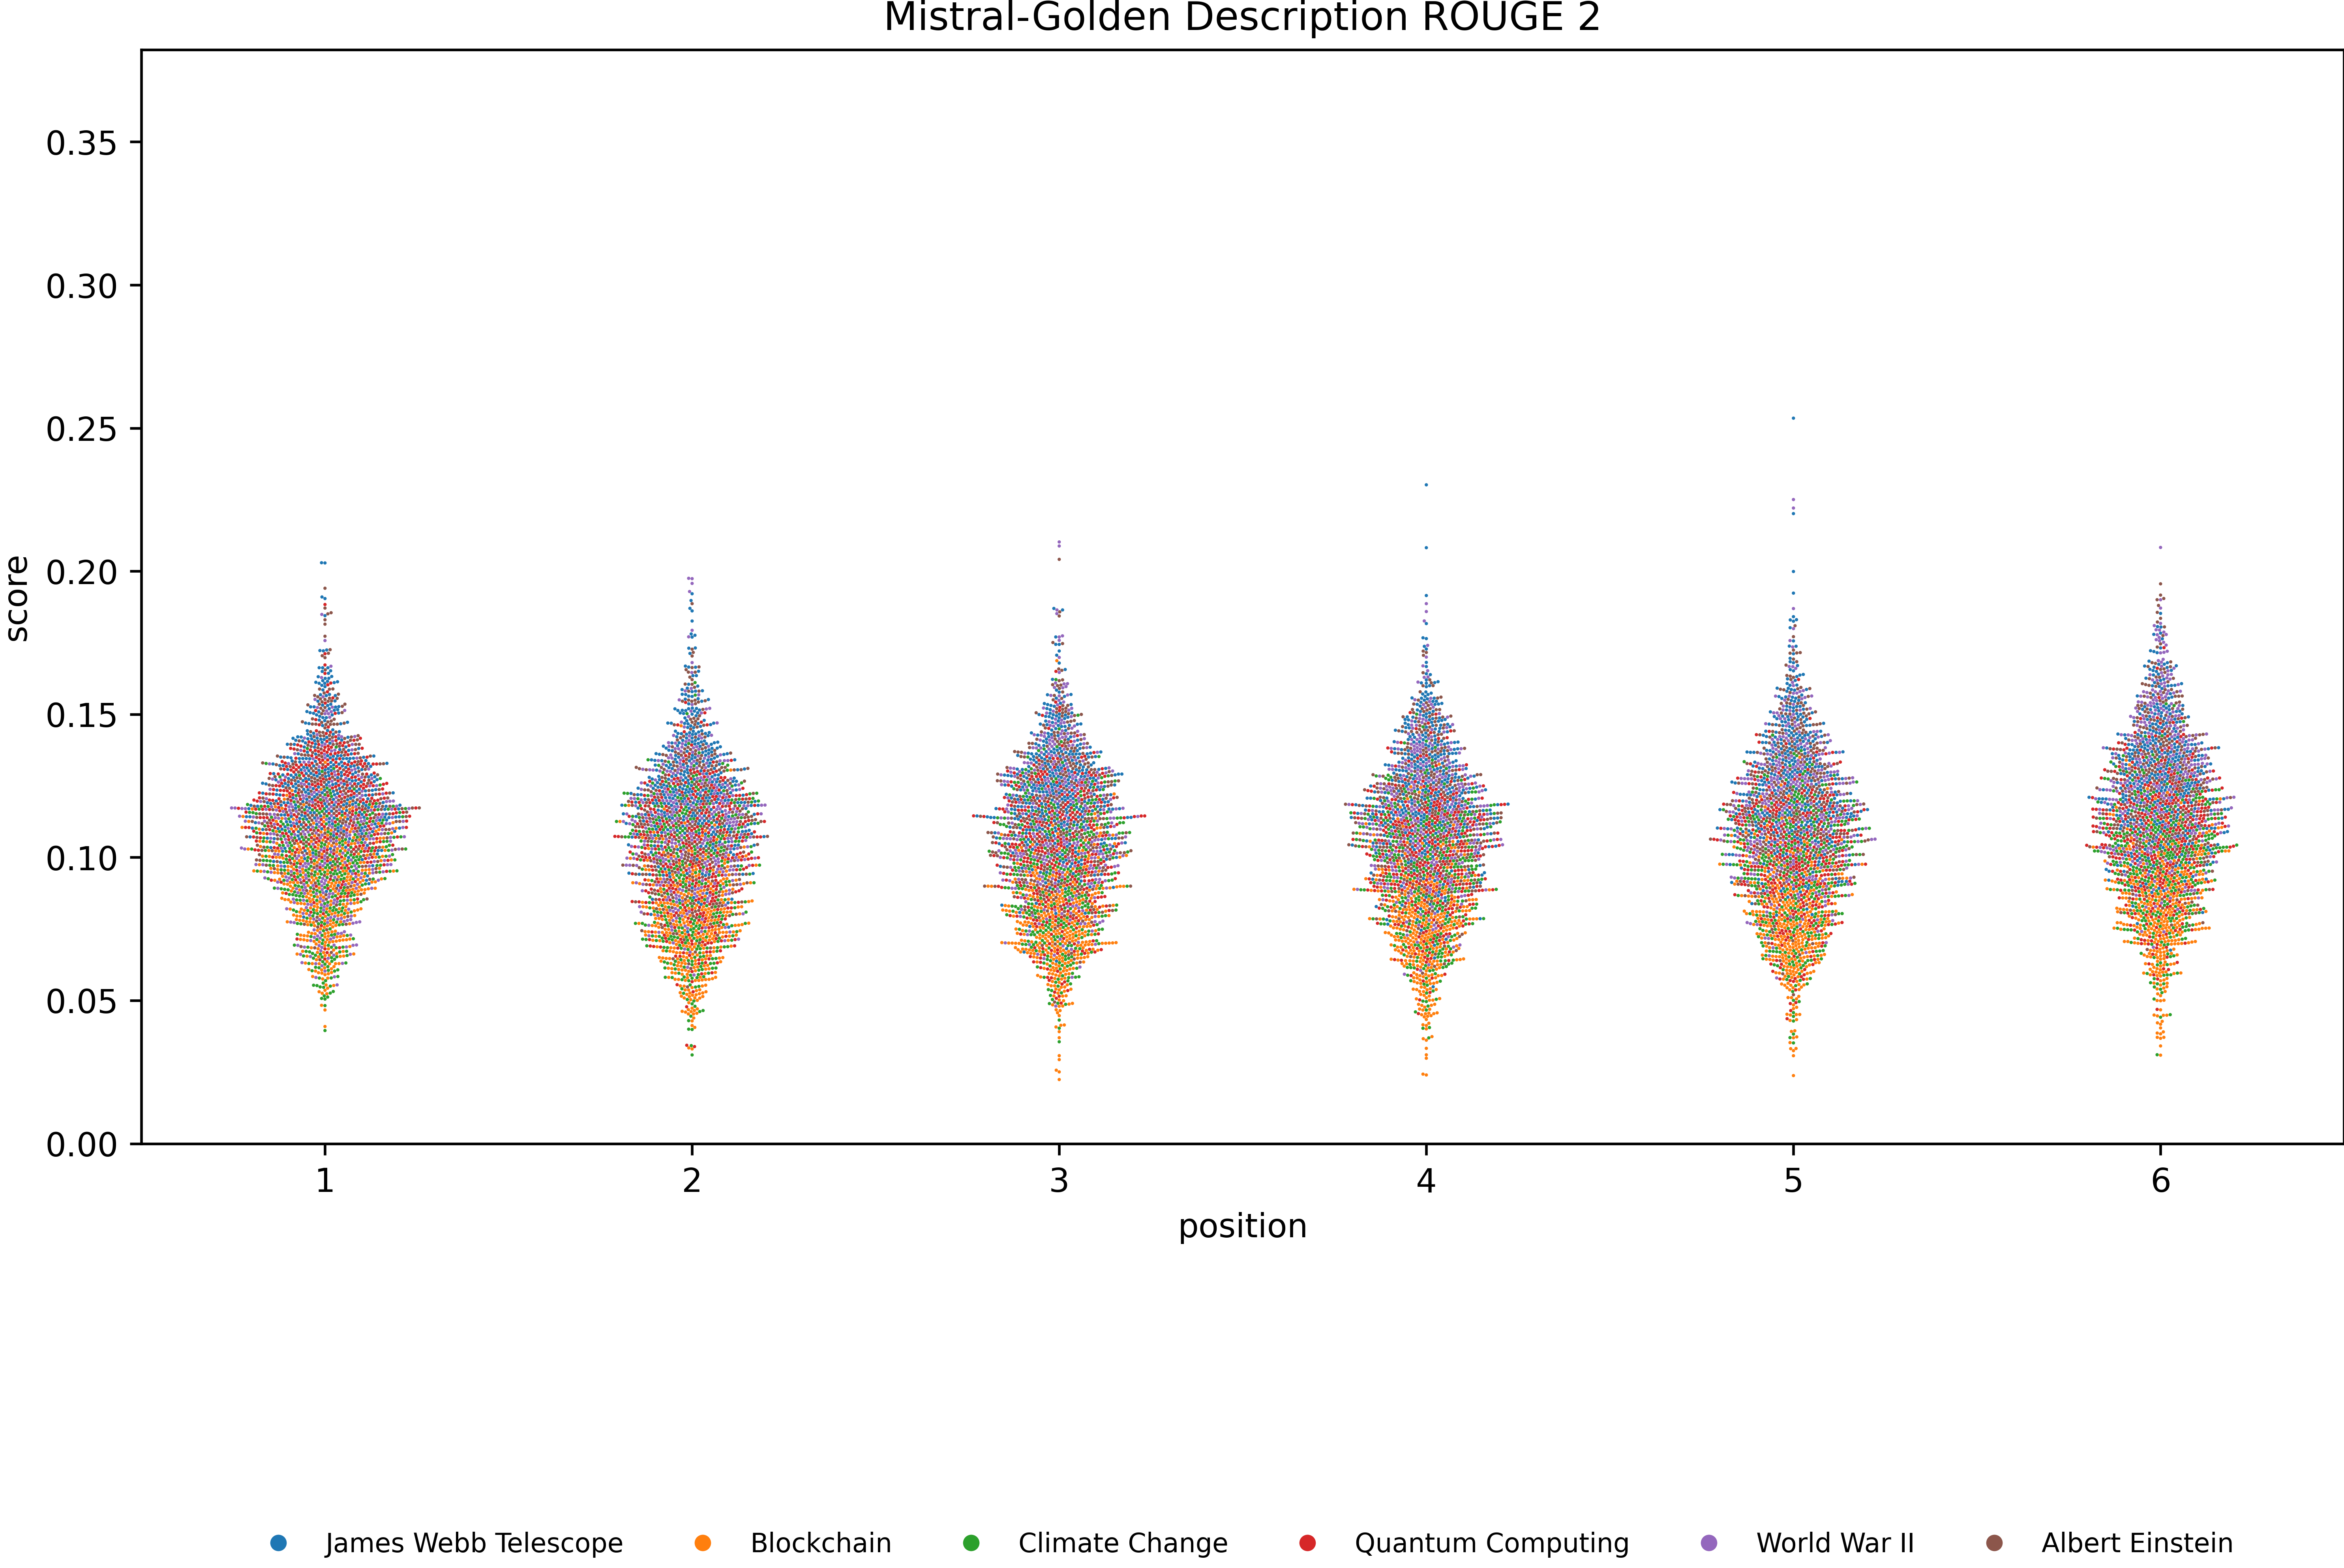 Mistral-Golden Description ROUGE 2
0.35
0.30
0.25
0.20
0.15
0.10
0.05
0.00
score
1 2 3 4 5 6
position
James Webb Telescope Blockchain Climate Change Quantum Computing World War II Albert Einstein